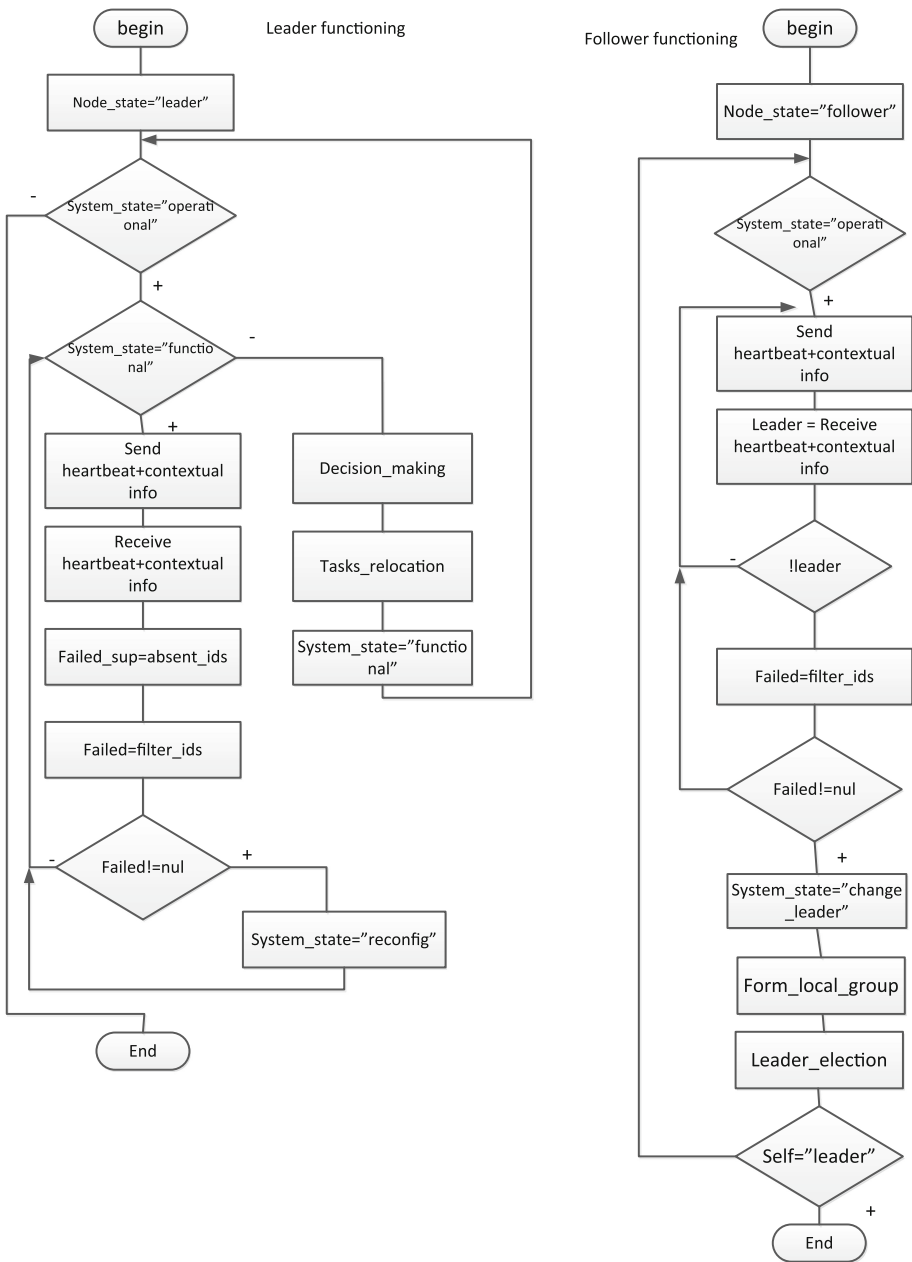 begin
Leader functioning
Node_state=”leader”
-
System_state=”operati
onal”
+
System_state=”functio
nal”
-
+
Send
heartbeat+contextual
info
Receive
heartbeat+contextual
info
Failed_sup=absent_ids
Failed=filter_ids
Failed!=nul
-
+
System_state=”reconfig”
End
Decision_making
Tasks_relocation
System_state=”functio
nal”
Follower functioning
begin
Node_state=”follower”
System_state=”operati
onal”
+
Send
heartbeat+contextual
info
Leader = Receive
heartbeat+contextual
info
-
!leader
Failed=filter_ids
Failed!=nul
+
System_state=”change
_leader”
Form_local_group
Leader_election
Self=”leader”
+
End